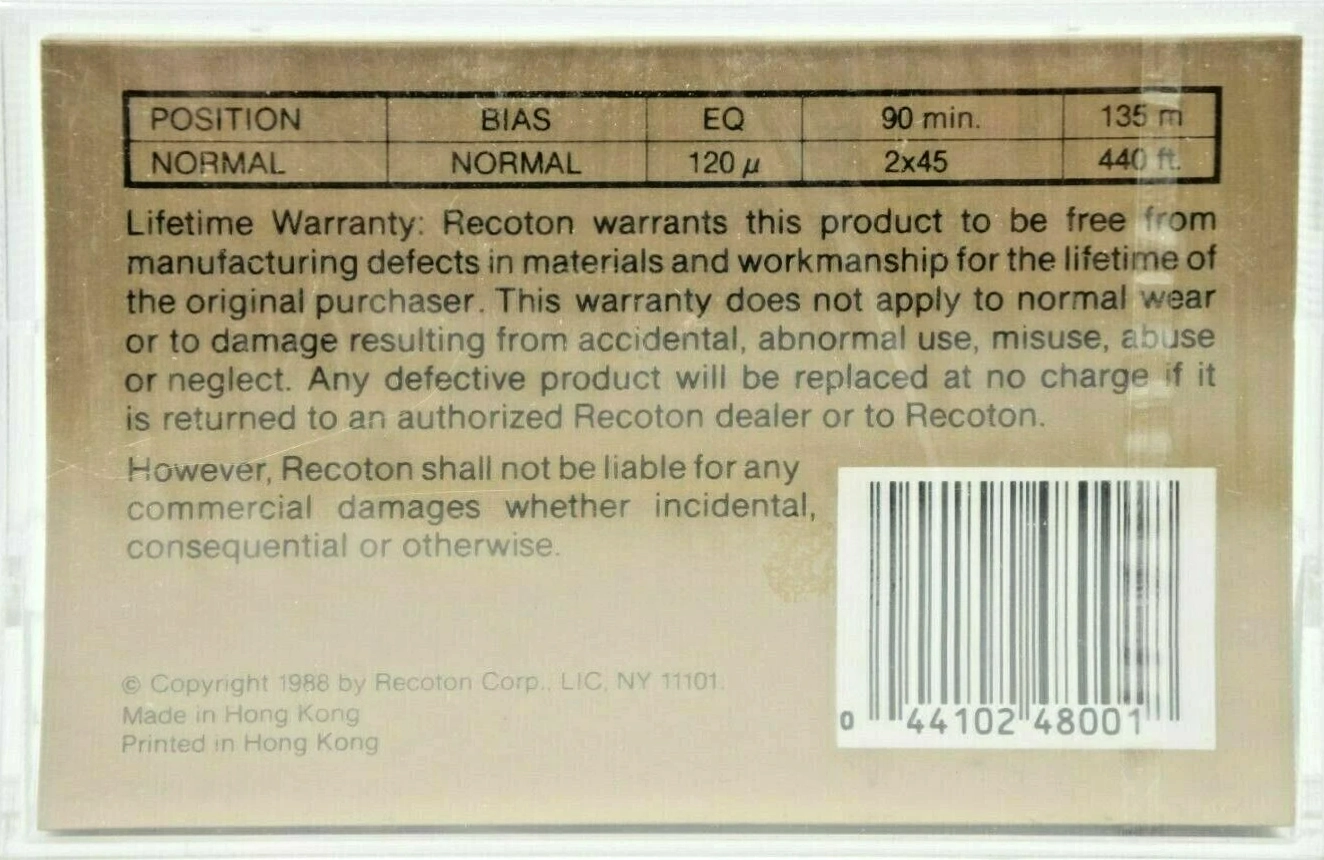 POSITION BIAS EQ 90 min. 135 m
NORMAL NORMAL 120 μ 2x45 440 ft.
Lifetime Warranty: Recoton warrants this product to be free from
manufacturing defects in materials and workmanship for the lifetime of
the original purchaser. This warranty does not apply to normal wear
or to damage resulting from accidental, abnormal use, misuse, abuse
or neglect. Any defective product will be replaced at no charge if it
is returned to an authorized Recoton dealer or to Recoton.
However, Recoton shall not be liable for any
commercial damages whether incidental,
consequential or otherwise.
© Copyright 1988 by Recoton Corp., LIC, NY 11101.
Made in Hong Kong
Printed in Hong Kong
0 44102 48001